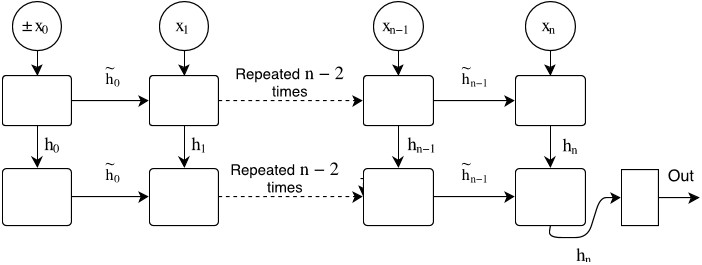 ±x₀
x₁
xₙ₋₁
xₙ
h̃₀
Repeated n − 2
times
h̃ₙ₋₁
h₀
h₁
hₙ₋₁
hₙ
h̃₀
Repeated n − 2
times
h̃ₙ₋₁
Out
hₙ